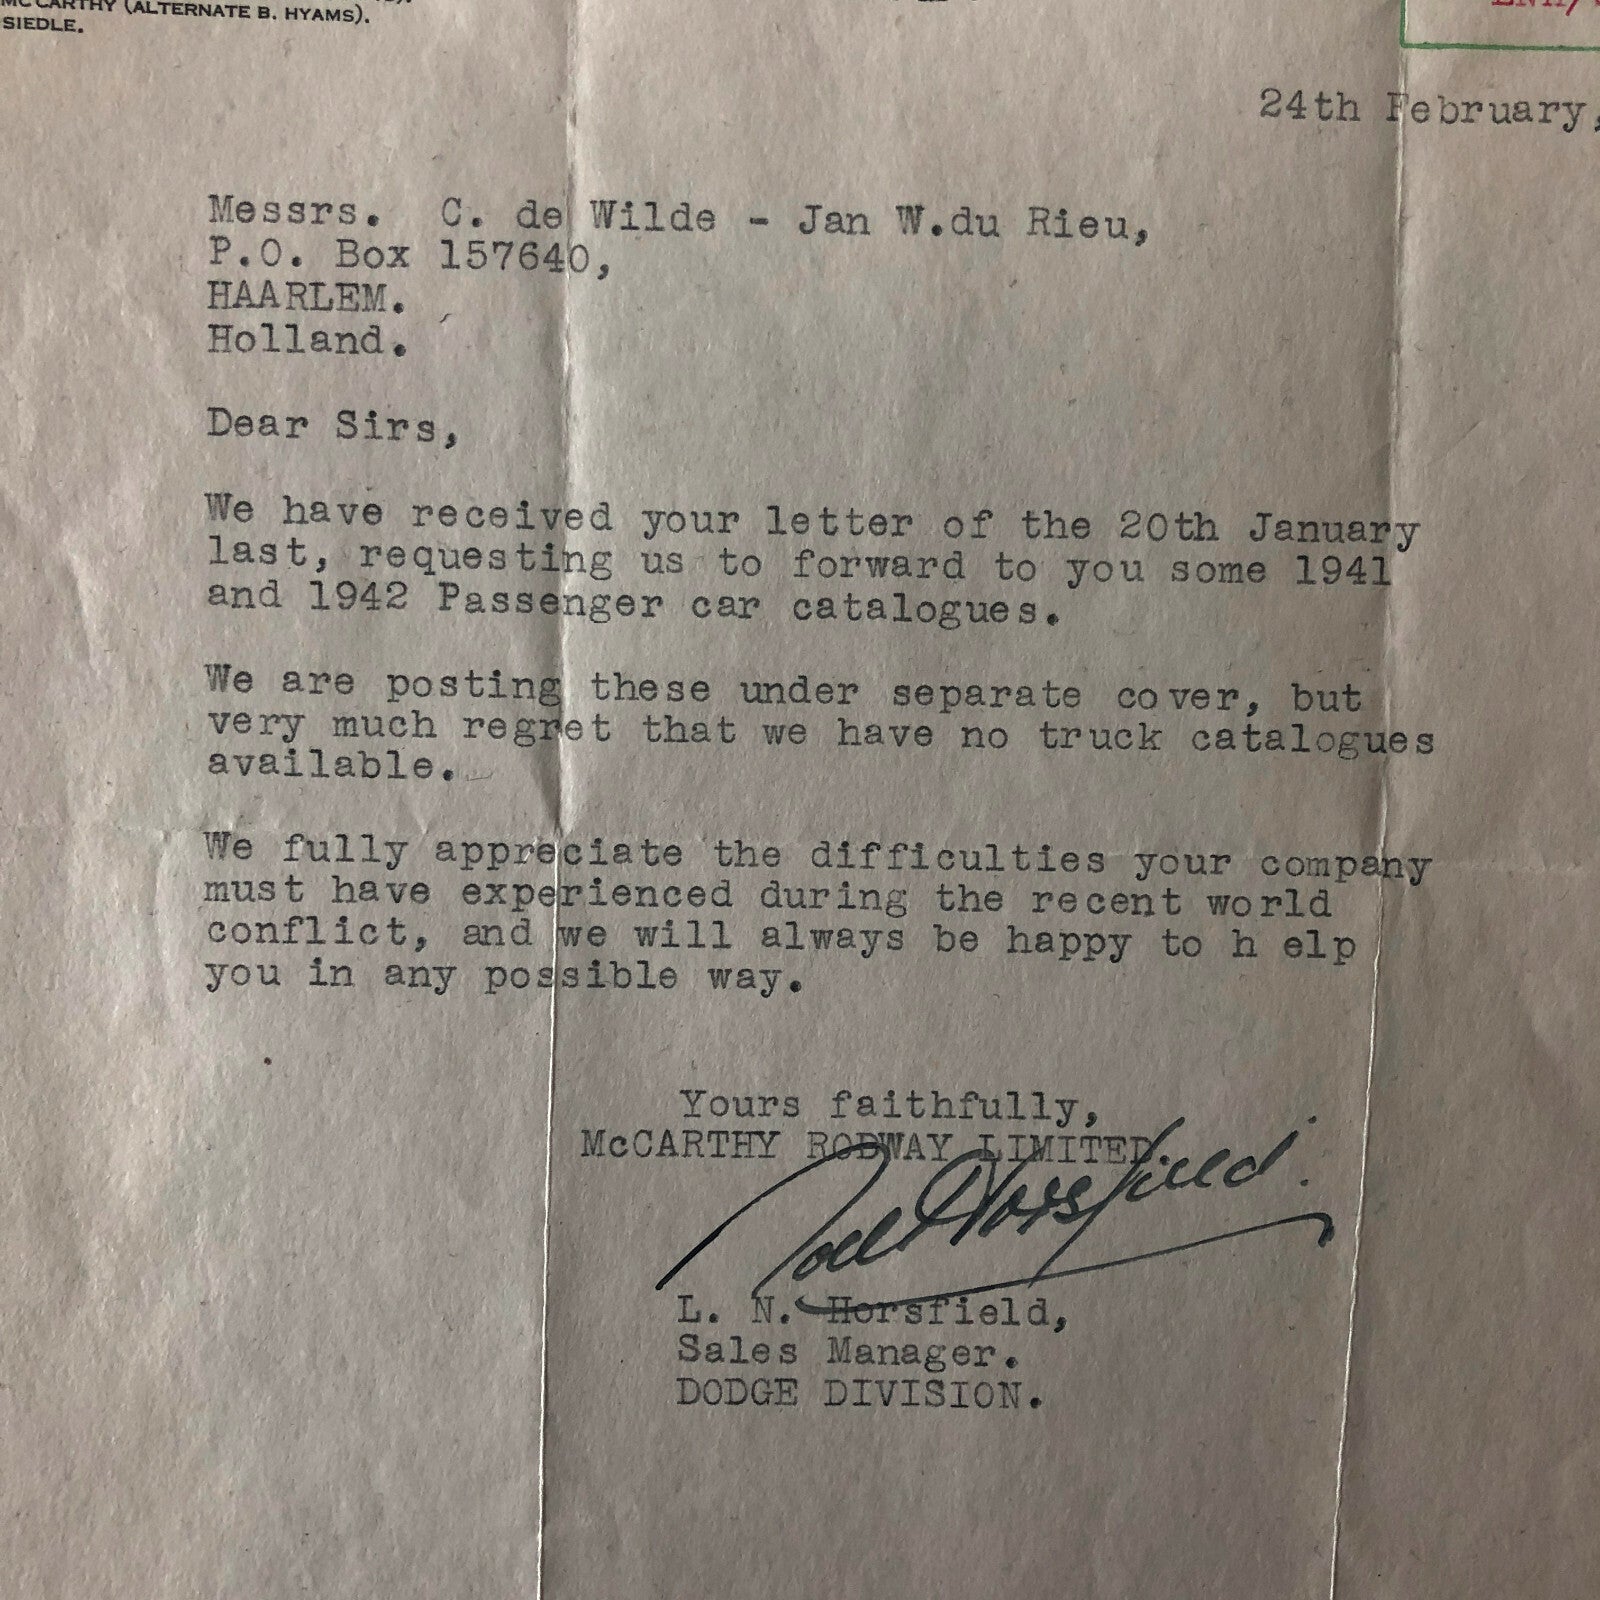 McCARTHY (ALTERNATE B. HYAMS).
SIEDLE.
24th February,
Messrs. C. de Wilde - Jan W.du Rieu,
P.O. Box 157640,
HAARLEM.
Holland.
Dear Sirs,
We have received your letter of the 20th January
last, requesting us to forward to you some 1941
and 1942 Passenger car catalogues.
We are posting these under separate cover, but
very much regret that we have no truck catalogues
available.
We fully appreciate the difficulties your company
must have experienced during the recent world
conflict, and we will always be happy to h elp
you in any possible way.
Yours faithfully,
McCARTHY RODWAY LIMITED
Noel Horsfield.
L. N. Horsfield,
Sales Manager.
DODGE DIVISION.